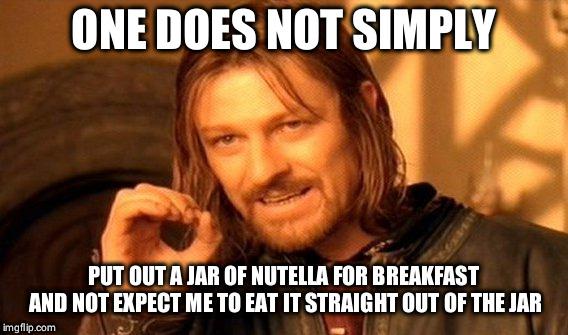 ONE DOES NOT SIMPLY
PUT OUT A JAR OF NUTELLA FOR BREAKFAST
AND NOT EXPECT ME TO EAT IT STRAIGHT OUT OF THE JAR
imgflip.com